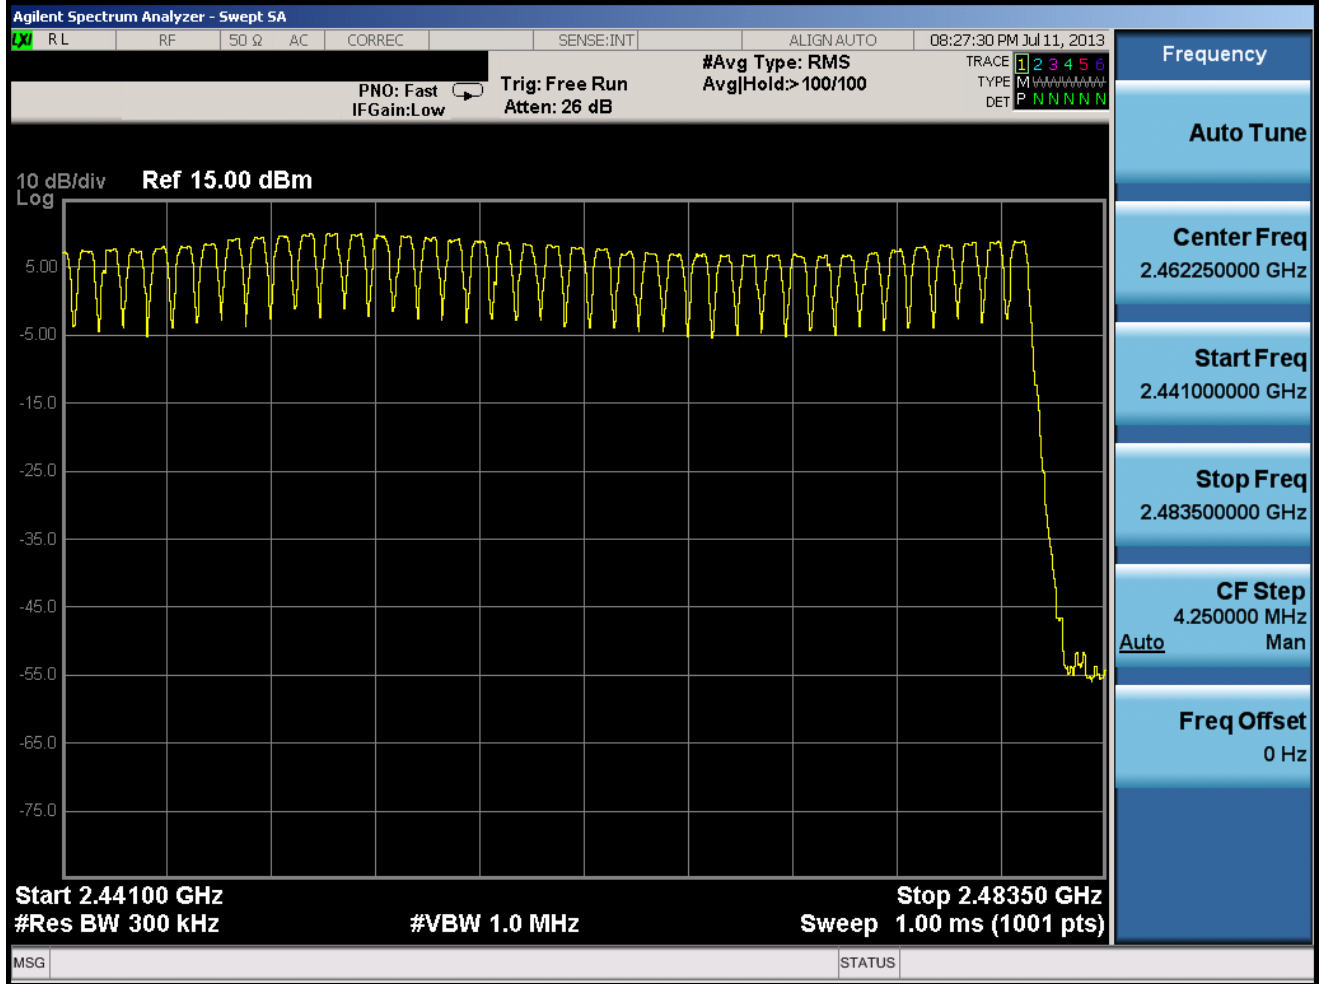 Agilent Spectrum Analyzer - Swept SA
LXI RL RF 50 Ω AC CORREC SENSE:INT ALIGN AUTO 08:27:30 PM Jul 11, 2013
PNO: Fast
IFGain:Low
Trig: Free Run
Atten: 26 dB
#Avg Type: RMS
Avg|Hold:>100/100
TRACE 1 2 3 4 5 6
TYPE M WWWWW
DET P N N N N N
10 dB/div Ref 15.00 dBm
Log
5.00
-5.00
-15.0
-25.0
-35.0
-45.0
-55.0
-65.0
-75.0
Start 2.44100 GHz Stop 2.48350 GHz
#Res BW 300 kHz #VBW 1.0 MHz Sweep 1.00 ms (1001 pts)
MSG STATUS
Frequency
Auto Tune
Center Freq
2.462250000 GHz
Start Freq
2.441000000 GHz
Stop Freq
2.483500000 GHz
CF Step
4.250000 MHz
Auto Man
Freq Offset
0 Hz